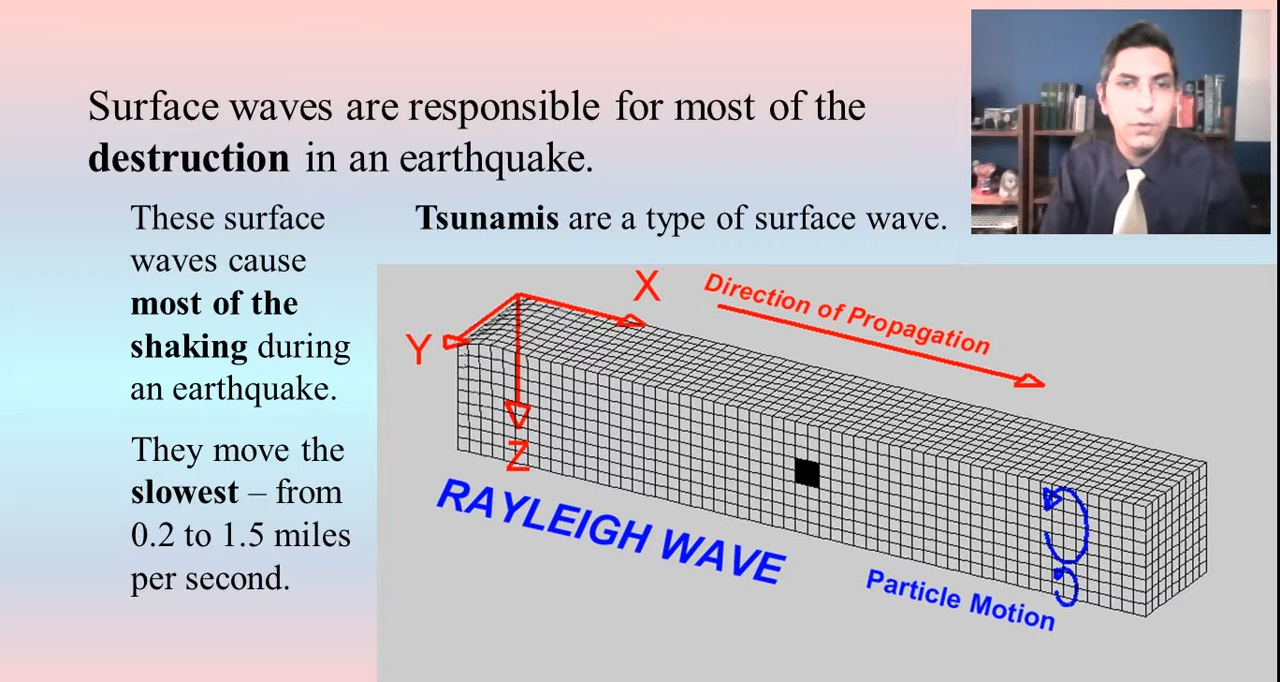 Surface waves are responsible for most of the
destruction in an earthquake.
These surface
waves cause
most of the
shaking during
an earthquake.
They move the
slowest – from
0.2 to 1.5 miles
per second.
Tsunamis are a type of surface wave.
X
Direction of Propagation
Y
Z
RAYLEIGH WAVE
Particle Motion